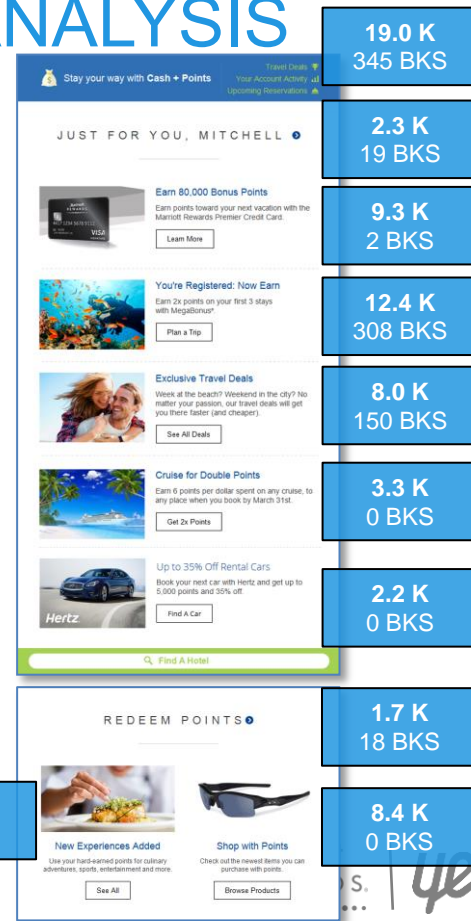 ANALYSIS
19.0 K
345 BKS
Stay your way with Cash + Points
Travel Deals
Your Account Activity
Upcoming Reservations
JUST FOR YOU, MITCHELL
2.3 K
19 BKS
Earn 80,000 Bonus Points
Earn points toward your next vacation with the
Marriott Rewards Premier Credit Card.
Learn More
VISA
9.3 K
2 BKS
You're Registered: Now Earn
Earn 2x points on your first 3 stays
with MegaBonus*.
Plan a Trip
12.4 K
308 BKS
Exclusive Travel Deals
Week at the beach? Weekend in the city? No
matter your passion, our travel deals will get
you there faster (and cheaper).
See All Deals
8.0 K
150 BKS
Cruise for Double Points
Earn 6 points per dollar spent on any cruise, to
any place when you book by March 31st.
Get 2x Points
3.3 K
0 BKS
Up to 35% Off Rental Cars
Book your next car with Hertz and get up to
5,000 points and 35% off.
Find A Car
Hertz
2.2 K
0 BKS
Find A Hotel
REDEEM POINTS
1.7 K
18 BKS
New Experiences Added
Use your hard-earned points for culinary
adventures, sports, entertainment and more.
See All
Shop with Points
Check out the newest items you can
purchase with points.
Browse Products
8.4 K
0 BKS
S.
ye